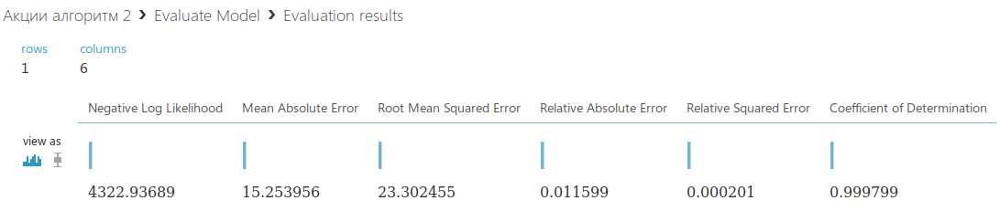 Акции алгоритм 2 › Evaluate Model › Evaluation results
rows columns
1 6
Negative Log Likelihood Mean Absolute Error Root Mean Squared Error Relative Absolute Error Relative Squared Error Coefficient of Determination
view as
4322.93689 15.253956 23.302455 0.011599 0.000201 0.999799